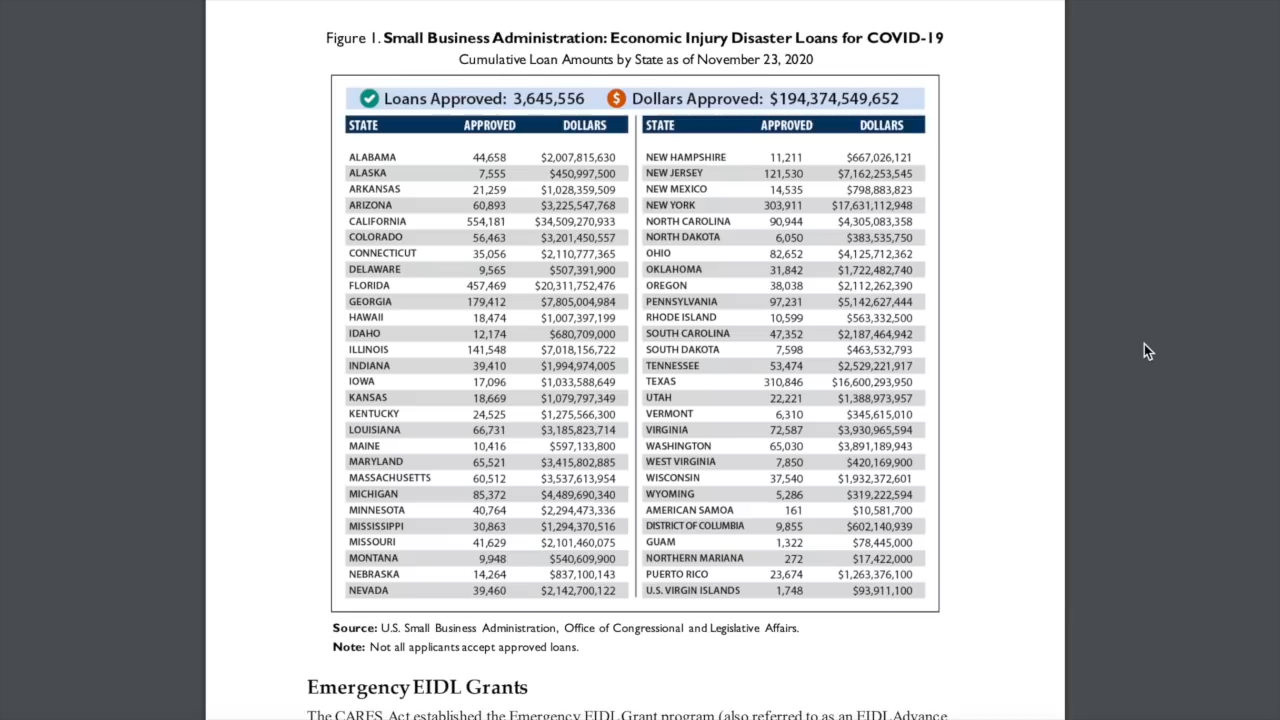 Figure 1. Small Business Administration: Economic Injury Disaster Loans for COVID-19
Cumulative Loan Amounts by State as of November 23, 2020
Loans Approved: 3,645,556 $ Dollars Approved: $194,374,549,652
STATE APPROVED DOLLARS
ALABAMA 44,658 $2,007,815,630
ALASKA 7,555 $450,997,500
ARKANSAS 21,259 $1,028,359,509
ARIZONA 60,893 $3,225,547,768
CALIFORNIA 554,181 $34,509,270,933
COLORADO 56,463 $3,201,450,557
CONNECTICUT 35,056 $2,110,777,365
DELAWARE 9,565 $507,391,900
FLORIDA 457,469 $20,311,752,476
GEORGIA 179,412 $7,805,004,984
HAWAII 18,474 $1,007,397,199
IDAHO 12,174 $680,709,000
ILLINOIS 141,548 $7,018,156,722
INDIANA 39,410 $1,994,974,005
IOWA 17,096 $1,033,588,649
KANSAS 18,669 $1,079,797,349
KENTUCKY 24,525 $1,275,566,300
LOUISIANA 66,731 $3,185,823,714
MAINE 10,416 $597,133,800
MARYLAND 65,521 $3,415,802,885
MASSACHUSETTS 60,512 $3,537,613,954
MICHIGAN 85,372 $4,489,690,340
MINNESOTA 40,764 $2,294,473,336
MISSISSIPPI 30,863 $1,294,370,516
MISSOURI 41,629 $2,101,460,075
MONTANA 9,948 $540,609,900
NEBRASKA 14,264 $837,100,143
NEVADA 39,460 $2,142,700,122
STATE APPROVED DOLLARS
NEW HAMPSHIRE 11,211 $667,026,121
NEW JERSEY 121,530 $7,162,253,545
NEW MEXICO 14,535 $798,883,823
NEW YORK 303,911 $17,631,112,948
NORTH CAROLINA 90,944 $4,305,083,358
NORTH DAKOTA 6,050 $383,535,750
OHIO 82,652 $4,125,712,362
OKLAHOMA 31,842 $1,722,482,740
OREGON 38,038 $2,112,262,390
PENNSYLVANIA 97,231 $5,142,627,444
RHODE ISLAND 10,599 $563,332,500
SOUTH CAROLINA 47,352 $2,187,464,942
SOUTH DAKOTA 7,598 $463,532,793
TENNESSEE 53,474 $2,529,221,917
TEXAS 310,846 $16,600,293,950
UTAH 22,221 $1,388,973,957
VERMONT 6,310 $345,615,010
VIRGINIA 72,587 $3,930,965,594
WASHINGTON 65,030 $3,891,189,943
WEST VIRGINIA 7,850 $420,169,900
WISCONSIN 37,540 $1,932,372,601
WYOMING 5,286 $319,222,594
AMERICAN SAMOA 161 $10,581,700
DISTRICT OF COLUMBIA 9,855 $602,140,939
GUAM 1,322 $78,445,000
NORTHERN MARIANA 272 $17,422,000
PUERTO RICO 23,674 $1,263,376,100
U.S. VIRGIN ISLANDS 1,748 $93,911,100
Source: U.S. Small Business Administration, Office of Congressional and Legislative Affairs.
Note: Not all applicants accept approved loans.
Emergency EIDL Grants
The CARES Act established the Emergency EIDL Grant program (also referred to as an EIDL Advance